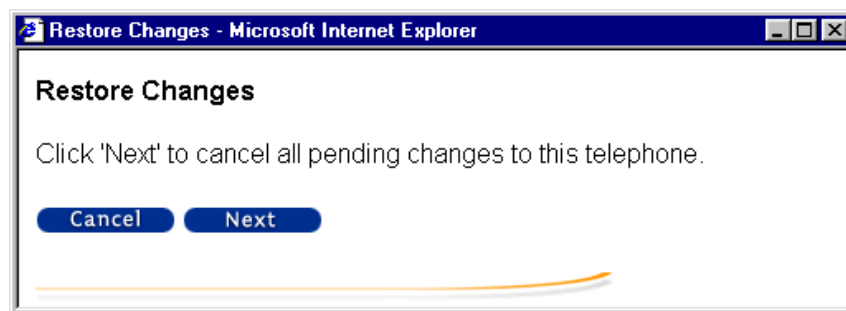 Restore Changes - Microsoft Internet Explorer
Restore Changes
Click 'Next' to cancel all pending changes to this telephone.
Cancel Next